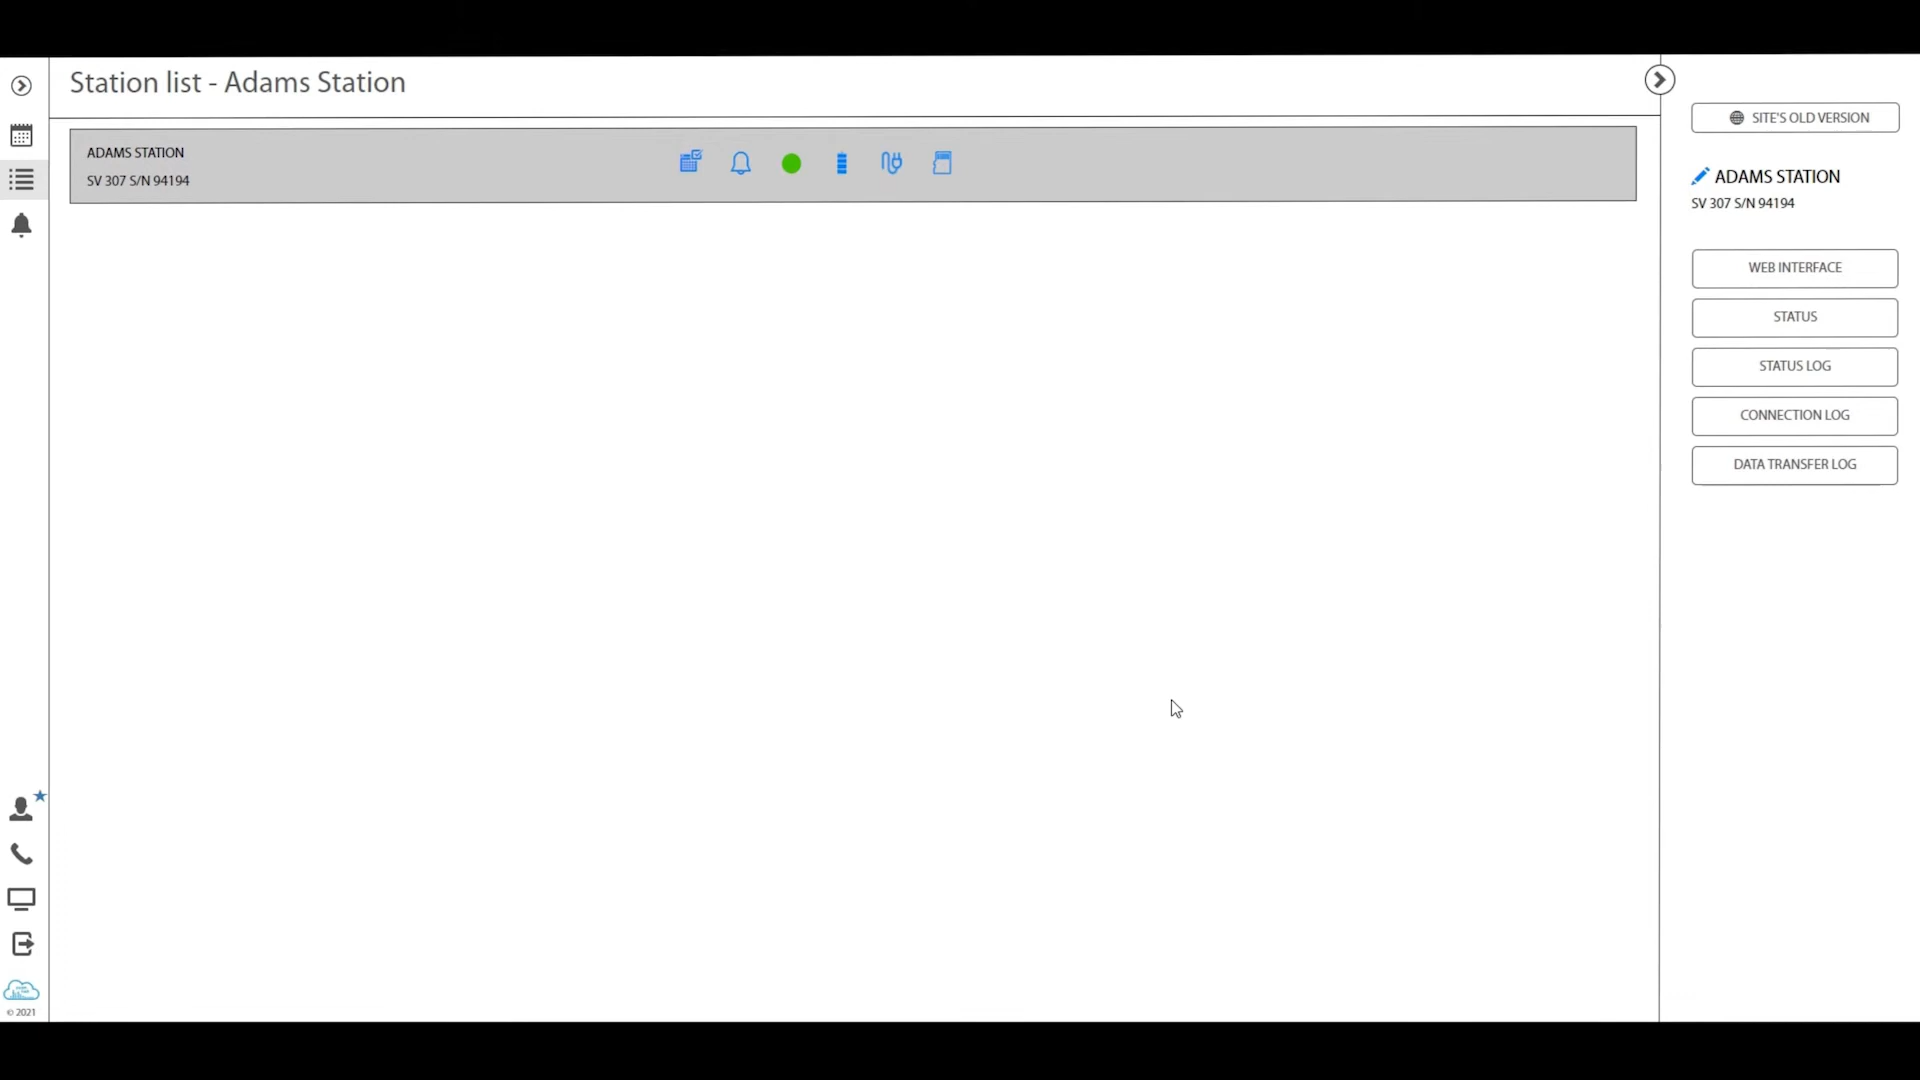 Station list - Adams Station
ADAMS STATION
SV 307 S/N 94194
SITE'S OLD VERSION
ADAMS STATION
SV 307 S/N 94194
WEB INTERFACE
STATUS
STATUS LOG
CONNECTION LOG
DATA TRANSFER LOG
© 2021